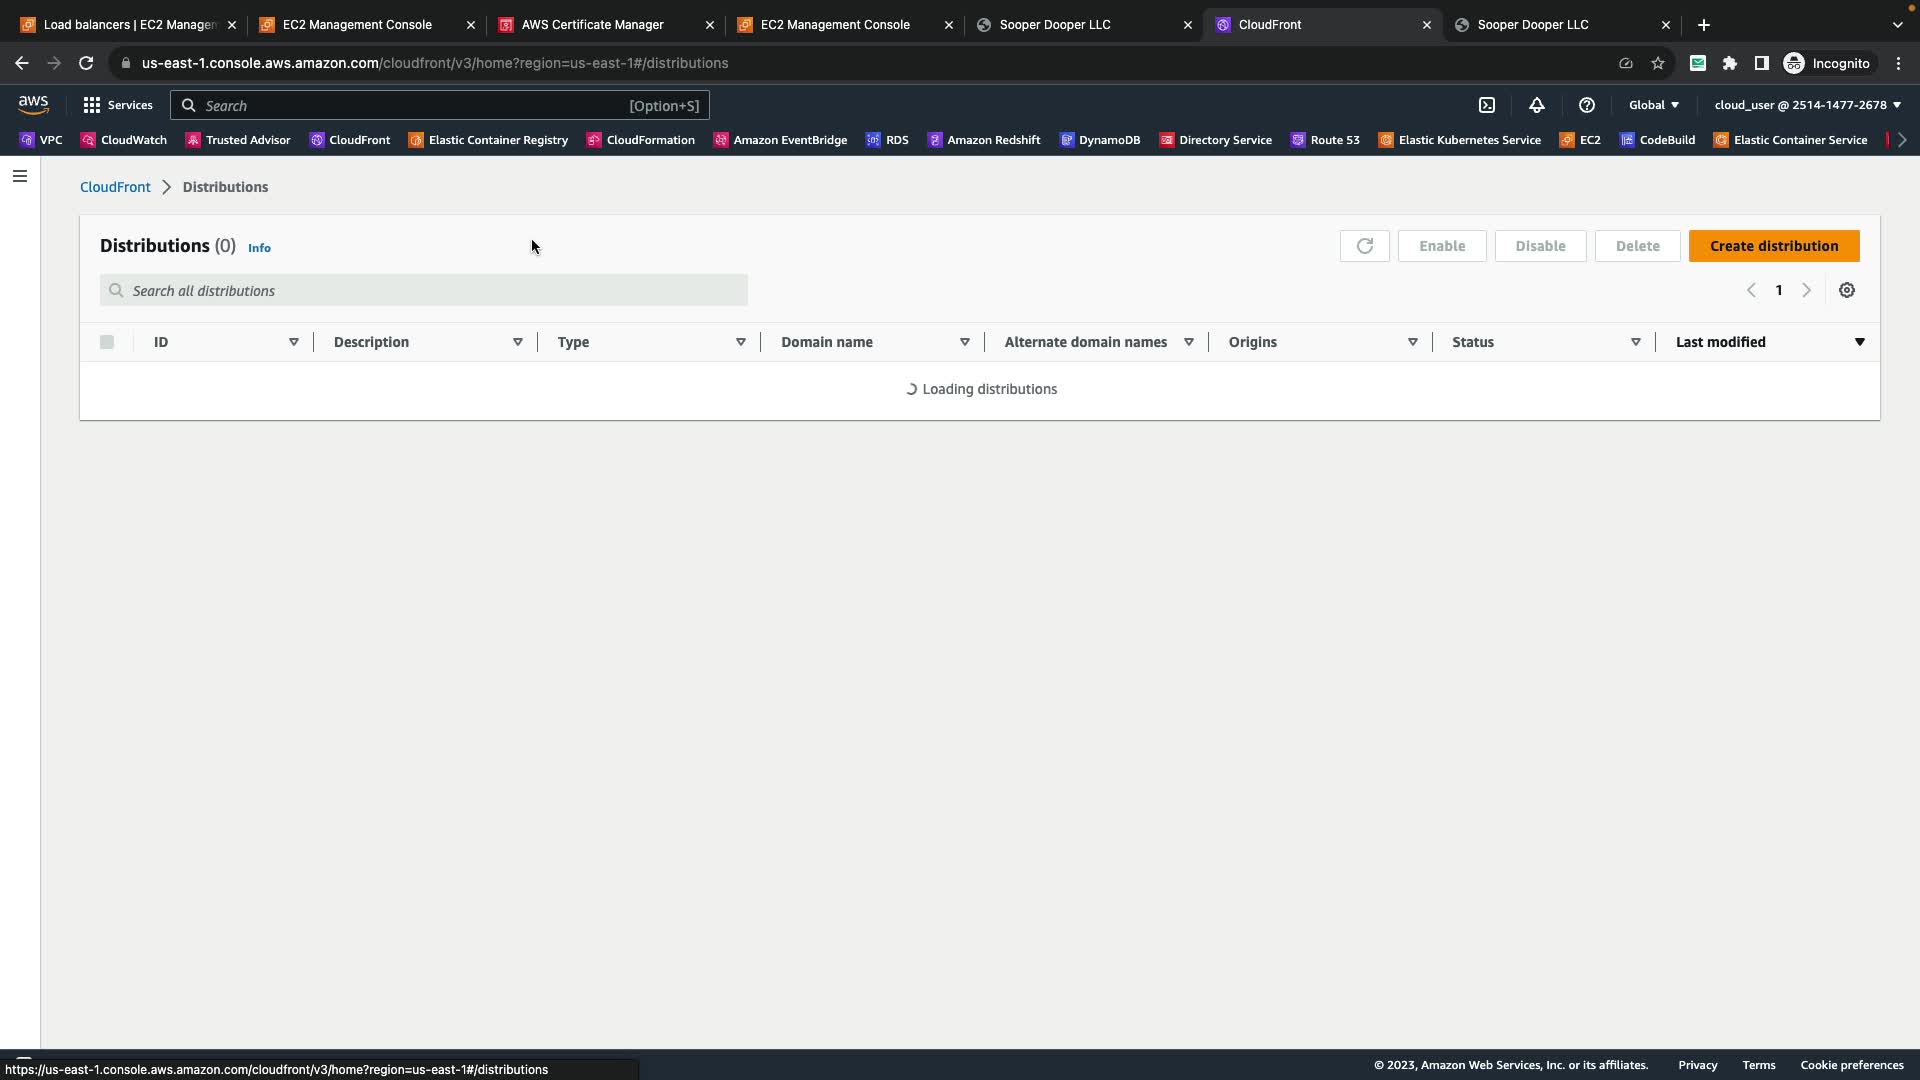 Load balancers | EC2 Managem
EC2 Management Console
AWS Certificate Manager
EC2 Management Console
Sooper Dooper LLC
CloudFront
Sooper Dooper LLC
us-east-1.console.aws.amazon.com/cloudfront/v3/home?region=us-east-1#/distributions
Incognito
aws
Services
Search
[Option+S]
Global
cloud_user @ 2514-1477-2678
VPC
CloudWatch
Trusted Advisor
CloudFront
Elastic Container Registry
CloudFormation
Amazon EventBridge
RDS
Amazon Redshift
DynamoDB
Directory Service
Route 53
Elastic Kubernetes Service
EC2
CodeBuild
Elastic Container Service
CloudFront
Distributions
Distributions (0) Info
Enable
Disable
Delete
Create distribution
Search all distributions
1
ID
Description
Type
Domain name
Alternate domain names
Origins
Status
Last modified
Loading distributions
https://us-east-1.console.aws.amazon.com/cloudfront/v3/home?region=us-east-1#/distributions
© 2023, Amazon Web Services, Inc. or its affiliates.
Privacy
Terms
Cookie preferences